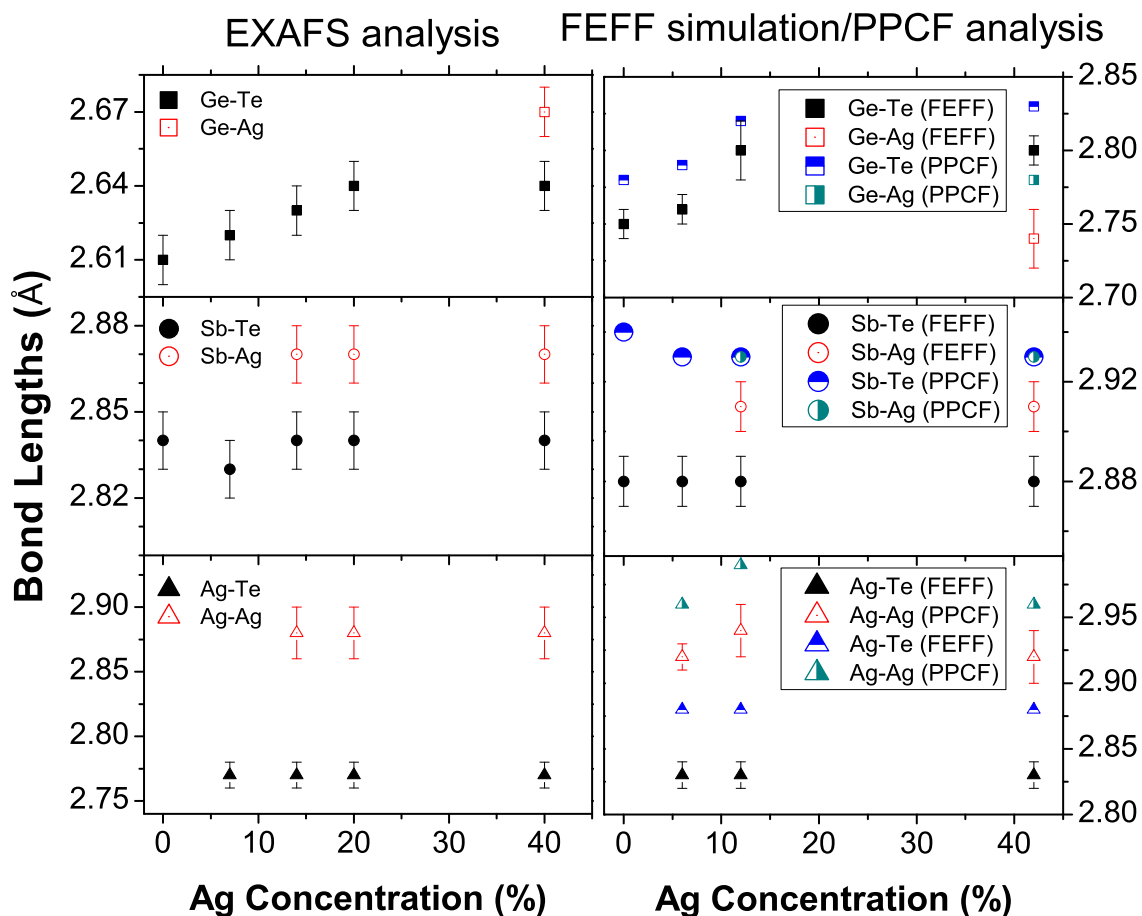 EXAFS analysis
FEFF simulation/PPCF analysis
Bond Lengths (Å)
2.67
2.64
2.61
Ge-Te
Ge-Ag
2.88
2.85
2.82
Sb-Te
Sb-Ag
2.90
2.85
2.80
2.75
Ag-Te
Ag-Ag
0 10 20 30 40
Ag Concentration (%)
Ge-Te (FEFF)
Ge-Ag (FEFF)
Ge-Te (PPCF)
Ge-Ag (PPCF)
2.85
2.80
2.75
2.70
Sb-Te (FEFF)
Sb-Ag (FEFF)
Sb-Te (PPCF)
Sb-Ag (PPCF)
2.92
2.88
Ag-Te (FEFF)
Ag-Ag (PPCF)
Ag-Te (FEFF)
Ag-Ag (PPCF)
2.95
2.90
2.85
2.80
0 10 20 30 40
Ag Concentration (%)